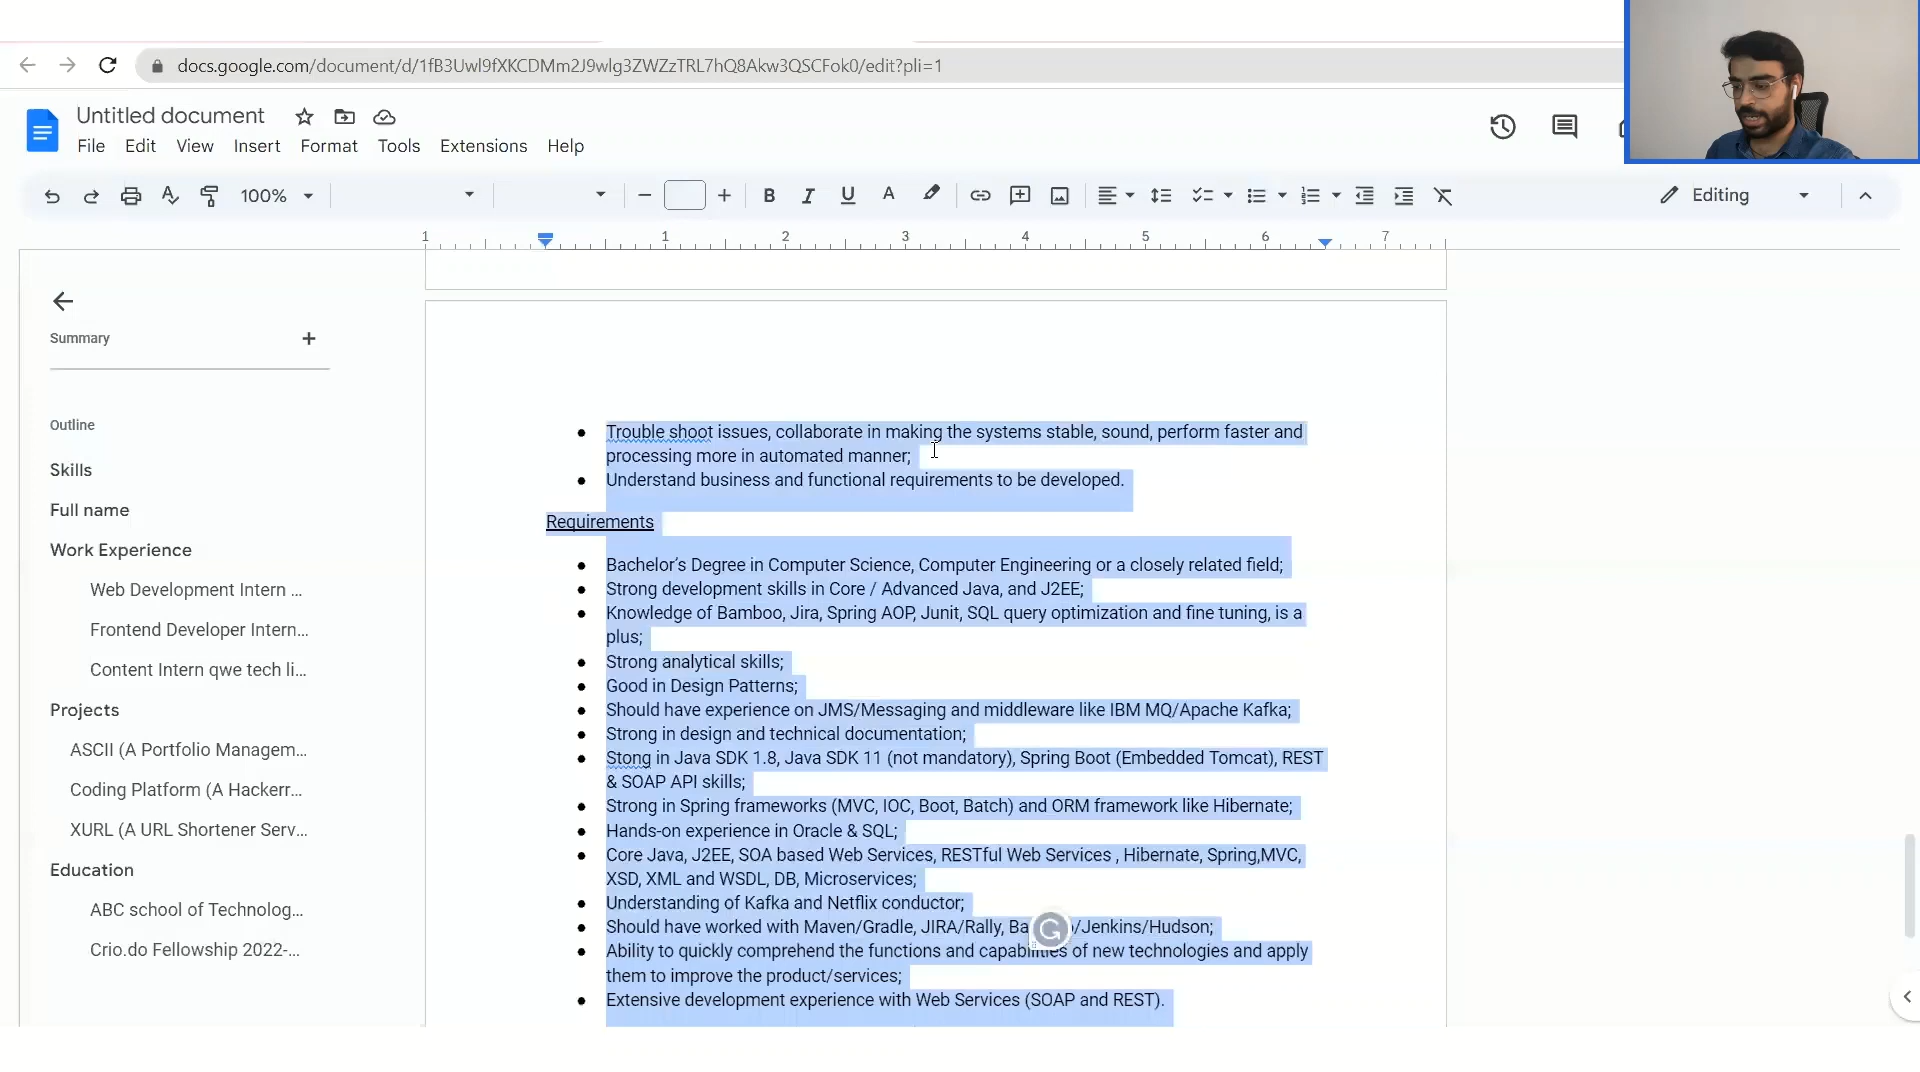 docs.google.com/document/d/1fB3Uwl9fXKCDMm2J9wlg3ZWZzTRL7hQ8Akw3QSCFok0/edit?pli=1
Untitled document
File Edit View Insert Format Tools Extensions Help
100%
Editing
1 1 2 3 4 5 6 7
Summary
Outline
Skills
Full name
Work Experience
Web Development Intern ...
Frontend Developer Intern...
Content Intern qwe tech li...
Projects
ASCII (A Portfolio Managem...
Coding Platform (A Hackerr...
XURL (A URL Shortener Serv...
Education
ABC school of Technolog...
Crio.do Fellowship 2022-...
Trouble shoot issues, collaborate in making the systems stable, sound, perform faster and
processing more in automated manner;
Understand business and functional requirements to be developed.
Requirements
Bachelor's Degree in Computer Science, Computer Engineering or a closely related field;
Strong development skills in Core / Advanced Java, and J2EE;
Knowledge of Bamboo, Jira, Spring AOP, Junit, SQL query optimization and fine tuning, is a
plus;
Strong analytical skills;
Good in Design Patterns;
Should have experience on JMS/Messaging and middleware like IBM MQ/Apache Kafka;
Strong in design and technical documentation;
Stong in Java SDK 1.8, Java SDK 11 (not mandatory), Spring Boot (Embedded Tomcat), REST
& SOAP API skills;
Strong in Spring frameworks (MVC, IOC, Boot, Batch) and ORM framework like Hibernate;
Hands-on experience in Oracle & SQL;
Core Java, J2EE, SOA based Web Services, RESTful Web Services , Hibernate, Spring,MVC,
XSD, XML and WSDL, DB, Microservices;
Understanding of Kafka and Netflix conductor;
Should have worked with Maven/Gradle, JIRA/Rally, /Jenkins/Hudson;
Ability to quickly comprehend the functions and capabilities of new technologies and apply
them to improve the product/services;
Extensive development experience with Web Services (SOAP and REST).